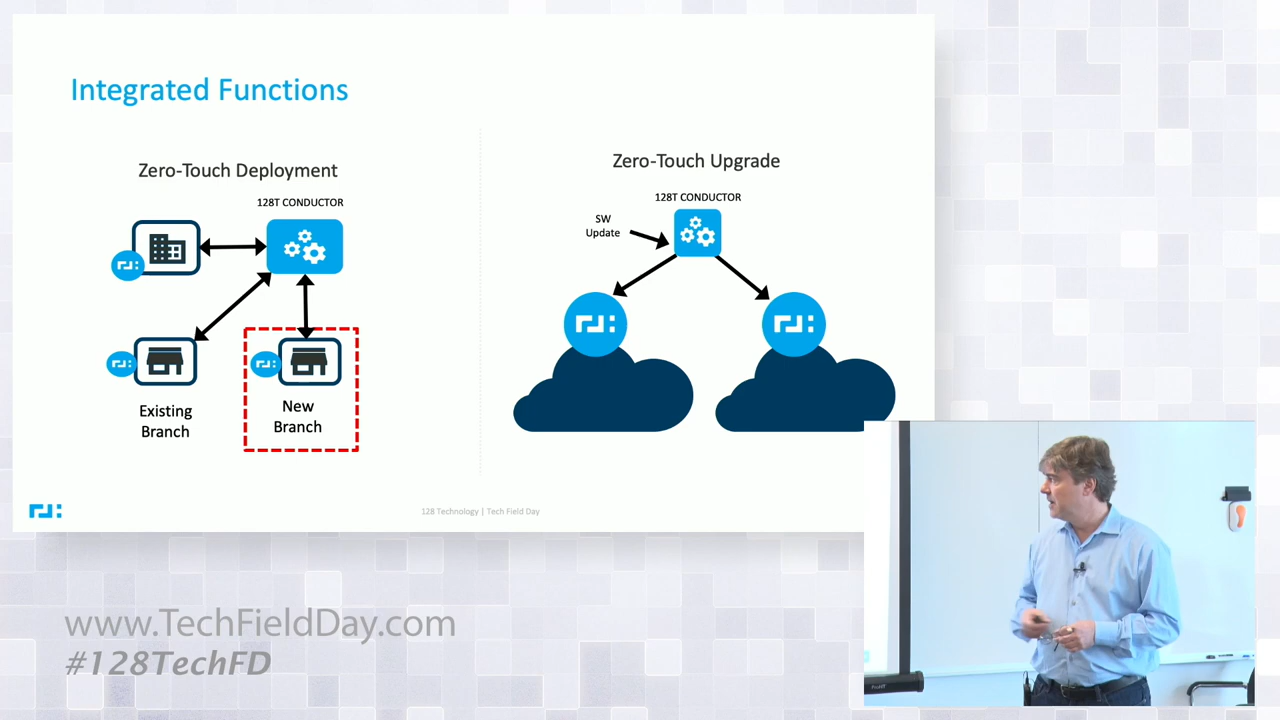 Integrated Functions
Zero-Touch Deployment
128T CONDUCTOR
Existing
Branch
New
Branch
Zero-Touch Upgrade
128T CONDUCTOR
SW
Update
128 Technology | Tech Field Day
www.TechFieldDay.com
#128TechFD